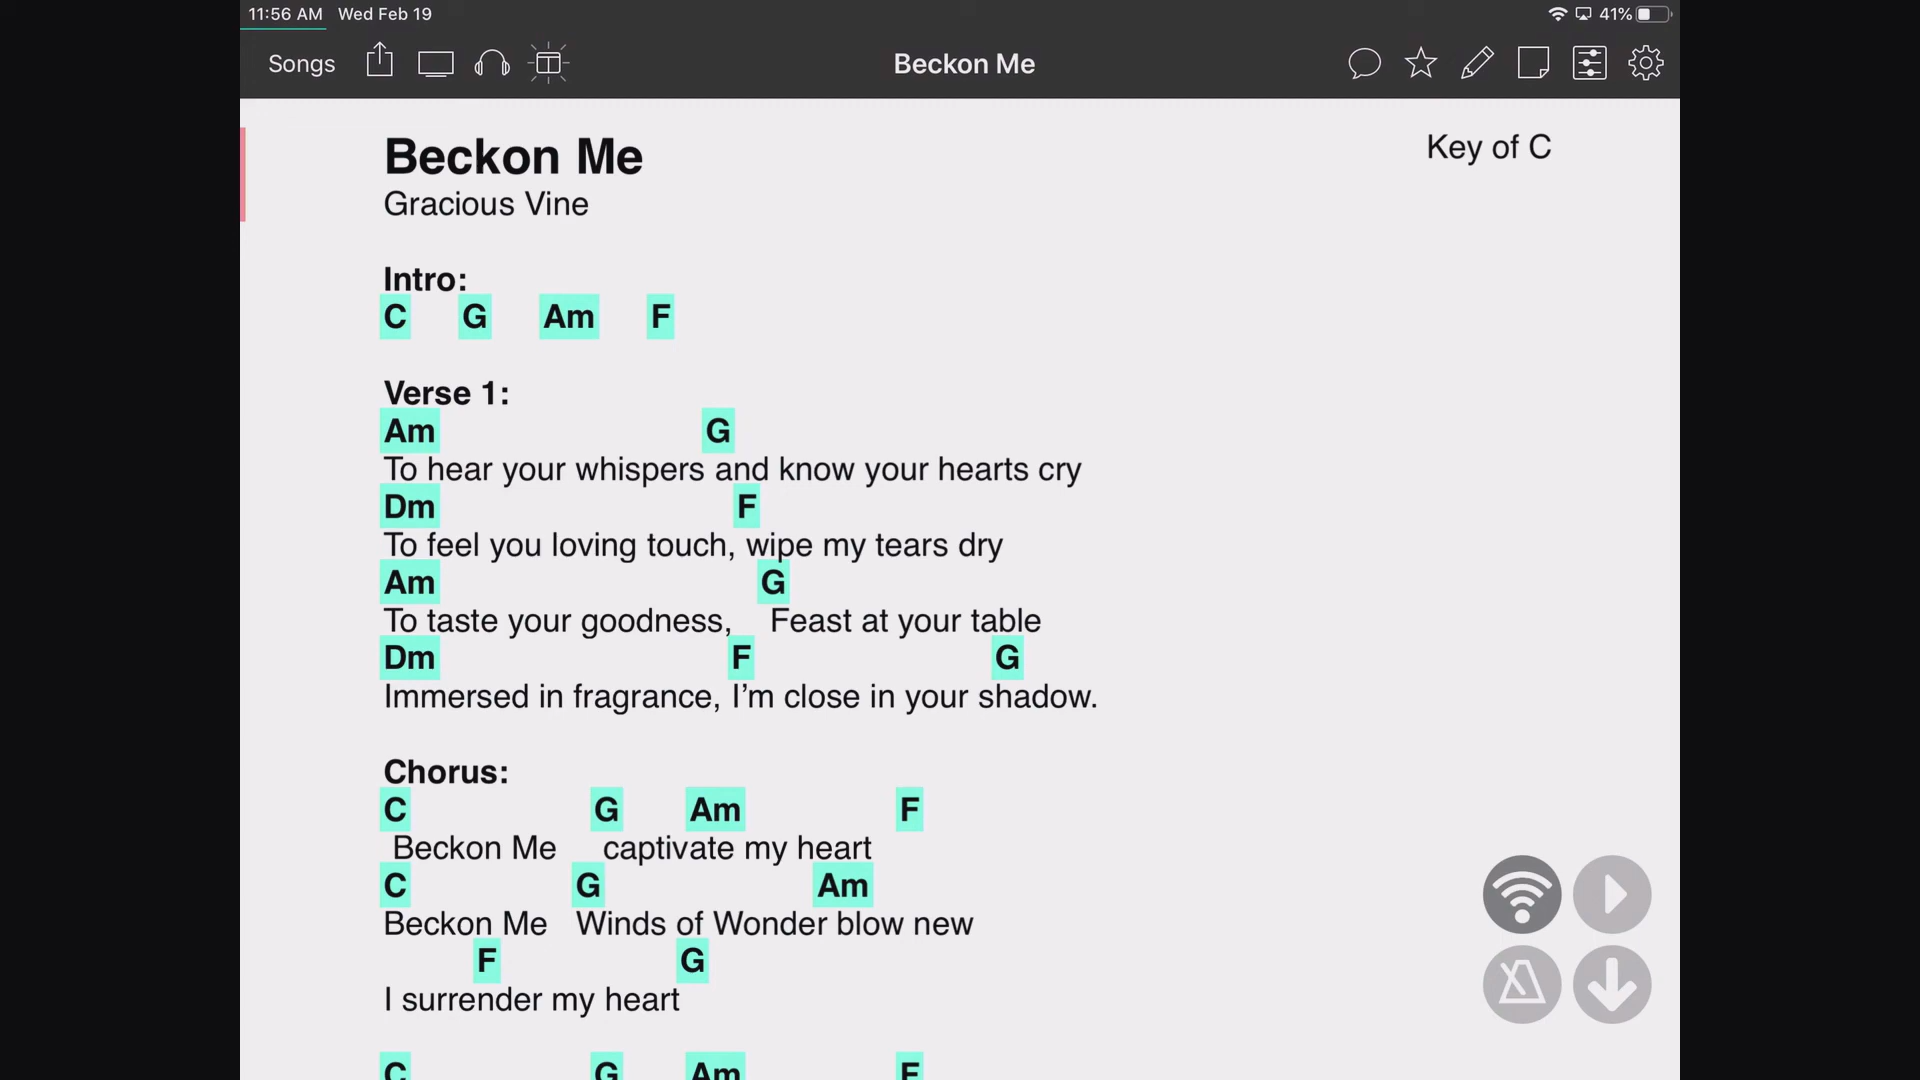 11:56 AM Wed Feb 19 41%
Songs Beckon Me
Beckon Me Key of C
Gracious Vine
Intro:
C G Am F
Verse 1:
Am G
To hear your whispers and know your hearts cry
Dm F
To feel you loving touch, wipe my tears dry
Am G
To taste your goodness, Feast at your table
Dm F G
Immersed in fragrance, I’m close in your shadow.
Chorus:
C G Am F
Beckon Me captivate my heart
C G Am
Beckon Me Winds of Wonder blow new
F G
I surrender my heart
C G Am F